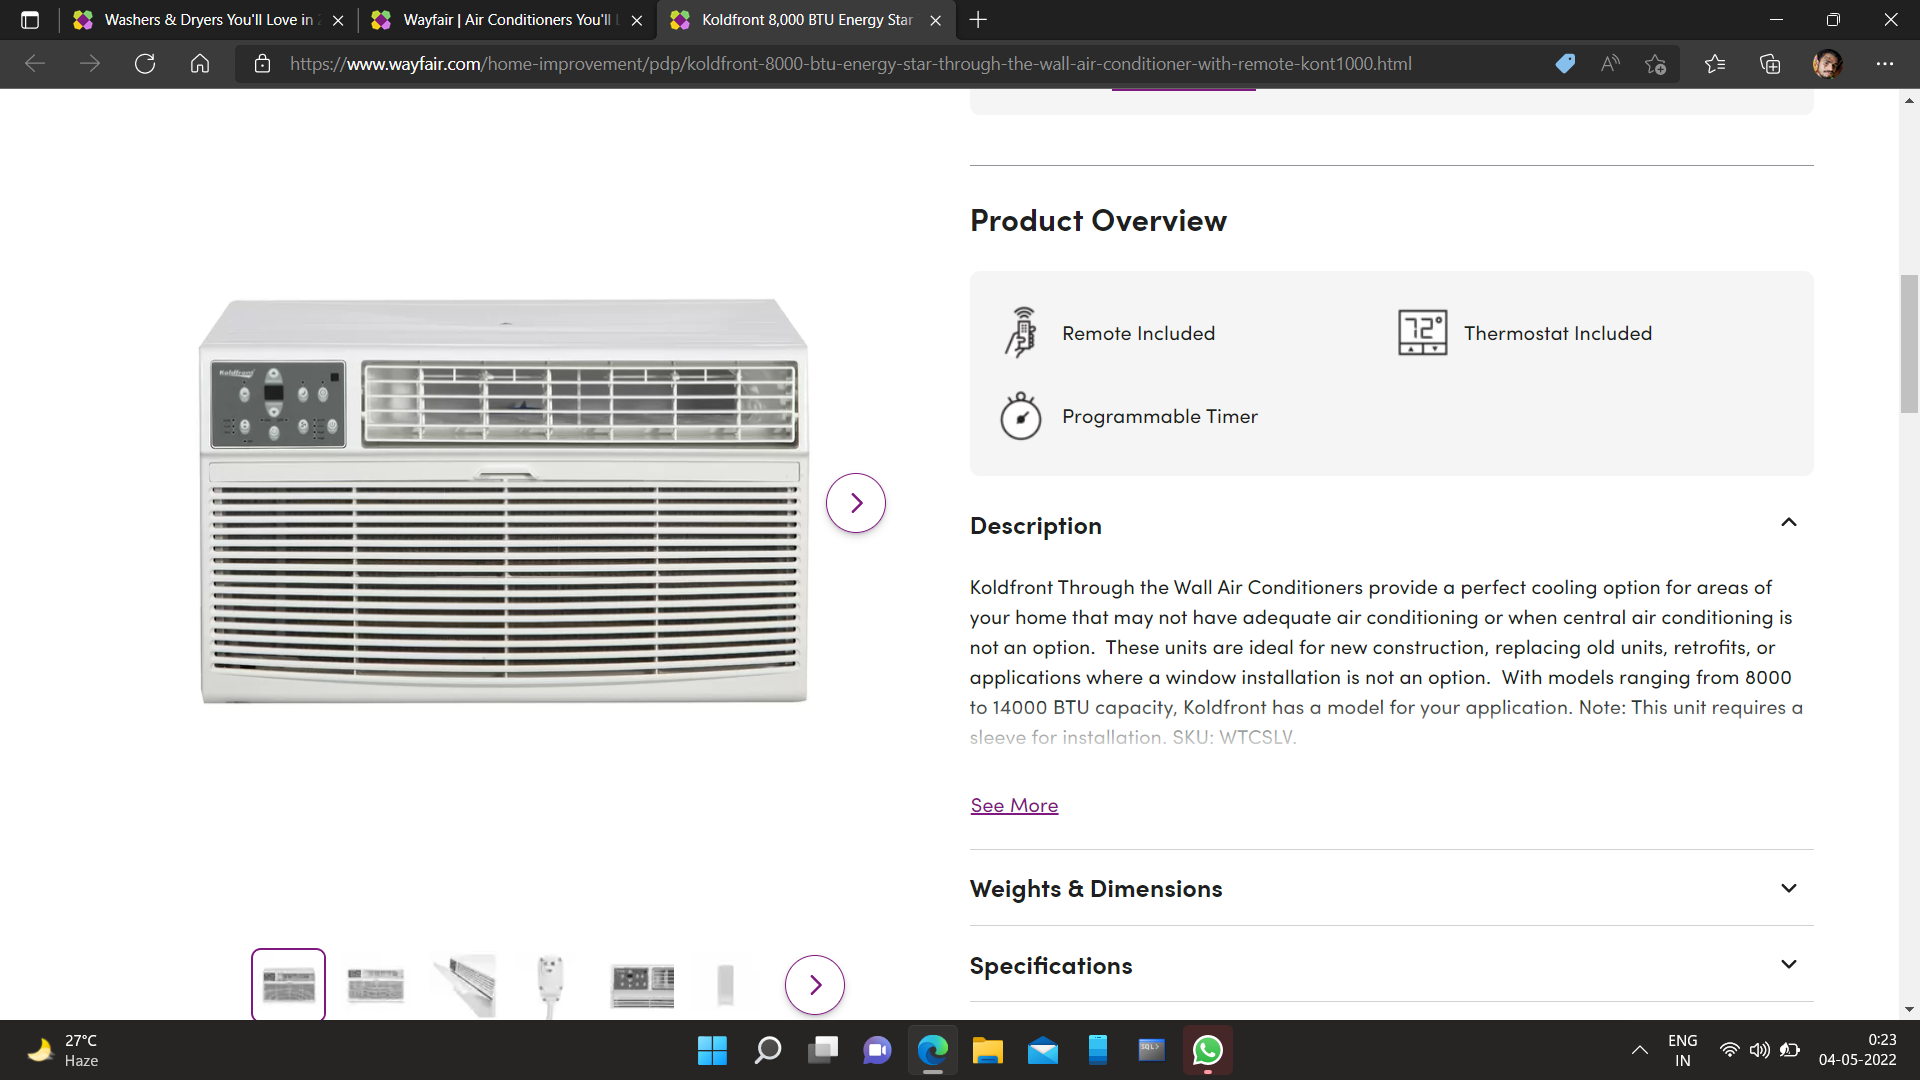 Washers & Dryers You'll Love in 2
Wayfair | Air Conditioners You'll L
Koldfront 8,000 BTU Energy Star
https://www.wayfair.com/home-improvement/pdp/koldfront-8000-btu-energy-star-through-the-wall-air-conditioner-with-remote-kont1000.html
Product Overview
Remote Included
72°
Thermostat Included
Programmable Timer
Koldfront
Description
Koldfront Through the Wall Air Conditioners provide a perfect cooling option for areas of
your home that may not have adequate air conditioning or when central air conditioning is
not an option.  These units are ideal for new construction, replacing old units, retrofits, or
applications where a window installation is not an option.  With models ranging from 8000
to 14000 BTU capacity, Koldfront has a model for your application. Note: This unit requires a
sleeve for installation. SKU: WTCSLV.
See More
Weights & Dimensions
Specifications
27°C
Haze
SQL>
ENG
IN
0:23
04-05-2022